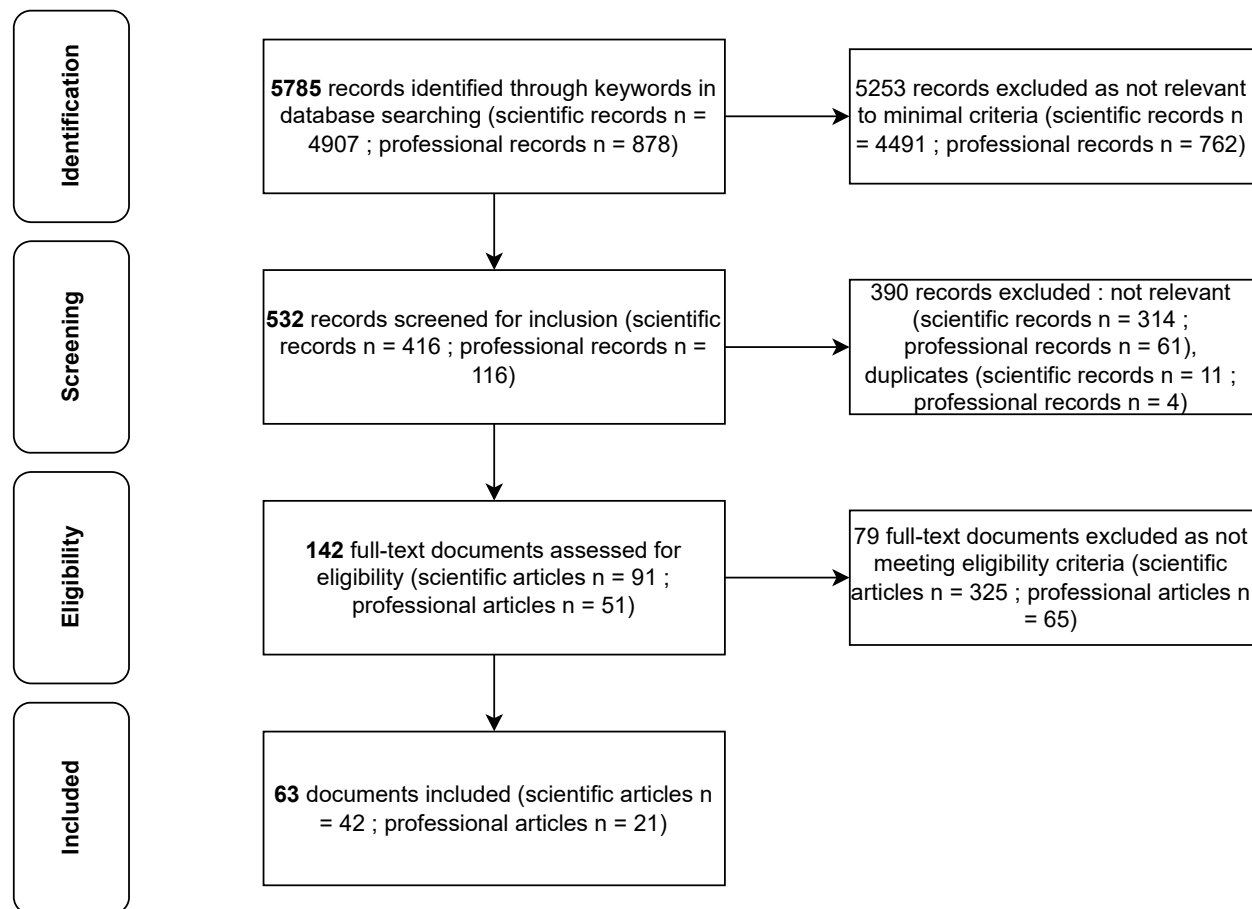 Identification
5785 records identified through keywords in
database searching (scientific records n =
4907 ; professional records n = 878)
5253 records excluded as not relevant
to minimal criteria (scientific records n
= 4491 ; professional records n = 762)
Screening
532 records screened for inclusion (scientific
records n = 416 ; professional records n =
116)
390 records excluded : not relevant
(scientific records n = 314 ;
professional records n = 61),
duplicates (scientific records n = 11 ;
professional records n = 4)
Eligibility
142 full-text documents assessed for
eligibility (scientific articles n = 91 ;
professional articles n = 51)
79 full-text documents excluded as not
meeting eligibility criteria (scientific
articles n = 325 ; professional articles n
= 65)
Included
63 documents included (scientific articles n
= 42 ; professional articles n = 21)